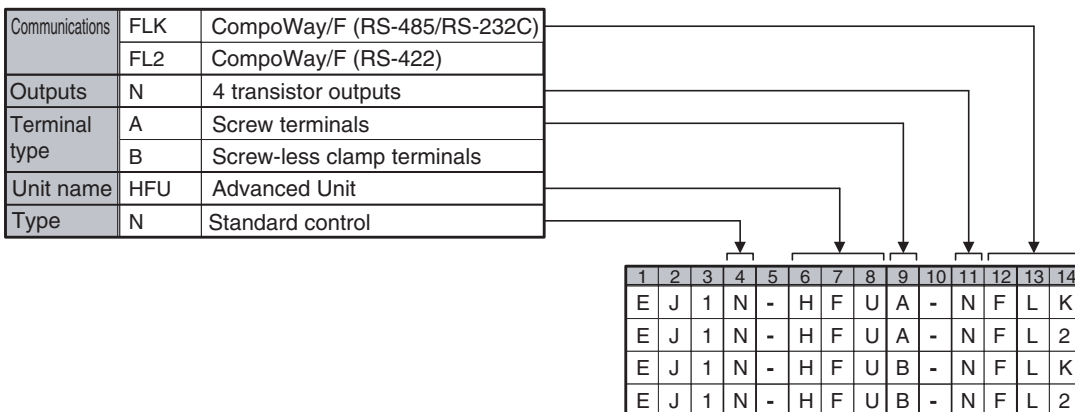 Communications FLK CompoWay/F (RS-485/RS-232C)
FL2 CompoWay/F (RS-422)
Outputs N 4 transistor outputs
Terminal type A Screw terminals
B Screw-less clamp terminals
Unit name HFU Advanced Unit
Type N Standard control
1 2 3 4 5 6 7 8 9 10 11 12 13 14
E J 1 N - H F U A - N F L K
E J 1 N - H F U A - N F L 2
E J 1 N - H F U B - N F L K
E J 1 N - H F U B - N F L 2